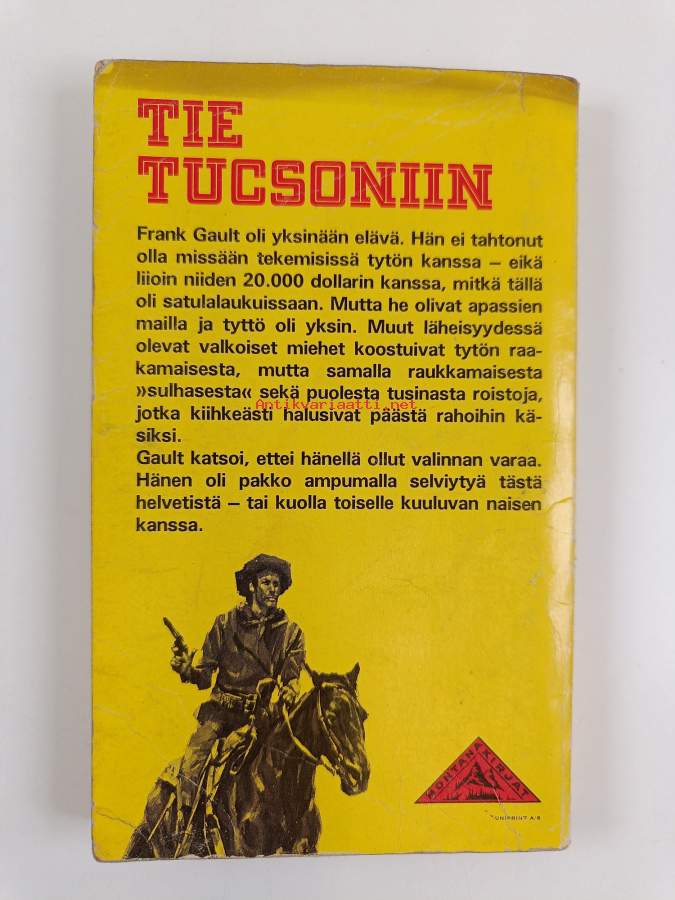 TIE
TUCSONIIN
Frank Gault oli yksinään elävä. Hän ei tahtonut
olla missään tekemisissä tytön kanssa – eikä
liioin niiden 20.000 dollarin kanssa, mitkä tällä
oli satulalaukuissaan. Mutta he olivat apassien
mailla ja tyttö oli yksin. Muut läheisyydessä
olevat valkoiset miehet koostuivat tytön raa-
kamaisesta, mutta samalla raukkamaisesta
»sulhasesta« sekä puolesta tusinasta roistoja,
Antikvariaatti.net
jotka kiihkeästi halusivat päästä rahoihin kä-
siksi.
Gault katsoi, ettei hänellä ollut valinnan varaa.
Hänen oli pakko ampumalla selviytyä tästä
helvetistä – tai kuolla toiselle kuuluvan naisen
kanssa.
MONTANA KIRJAT
UNIPRINT A/S